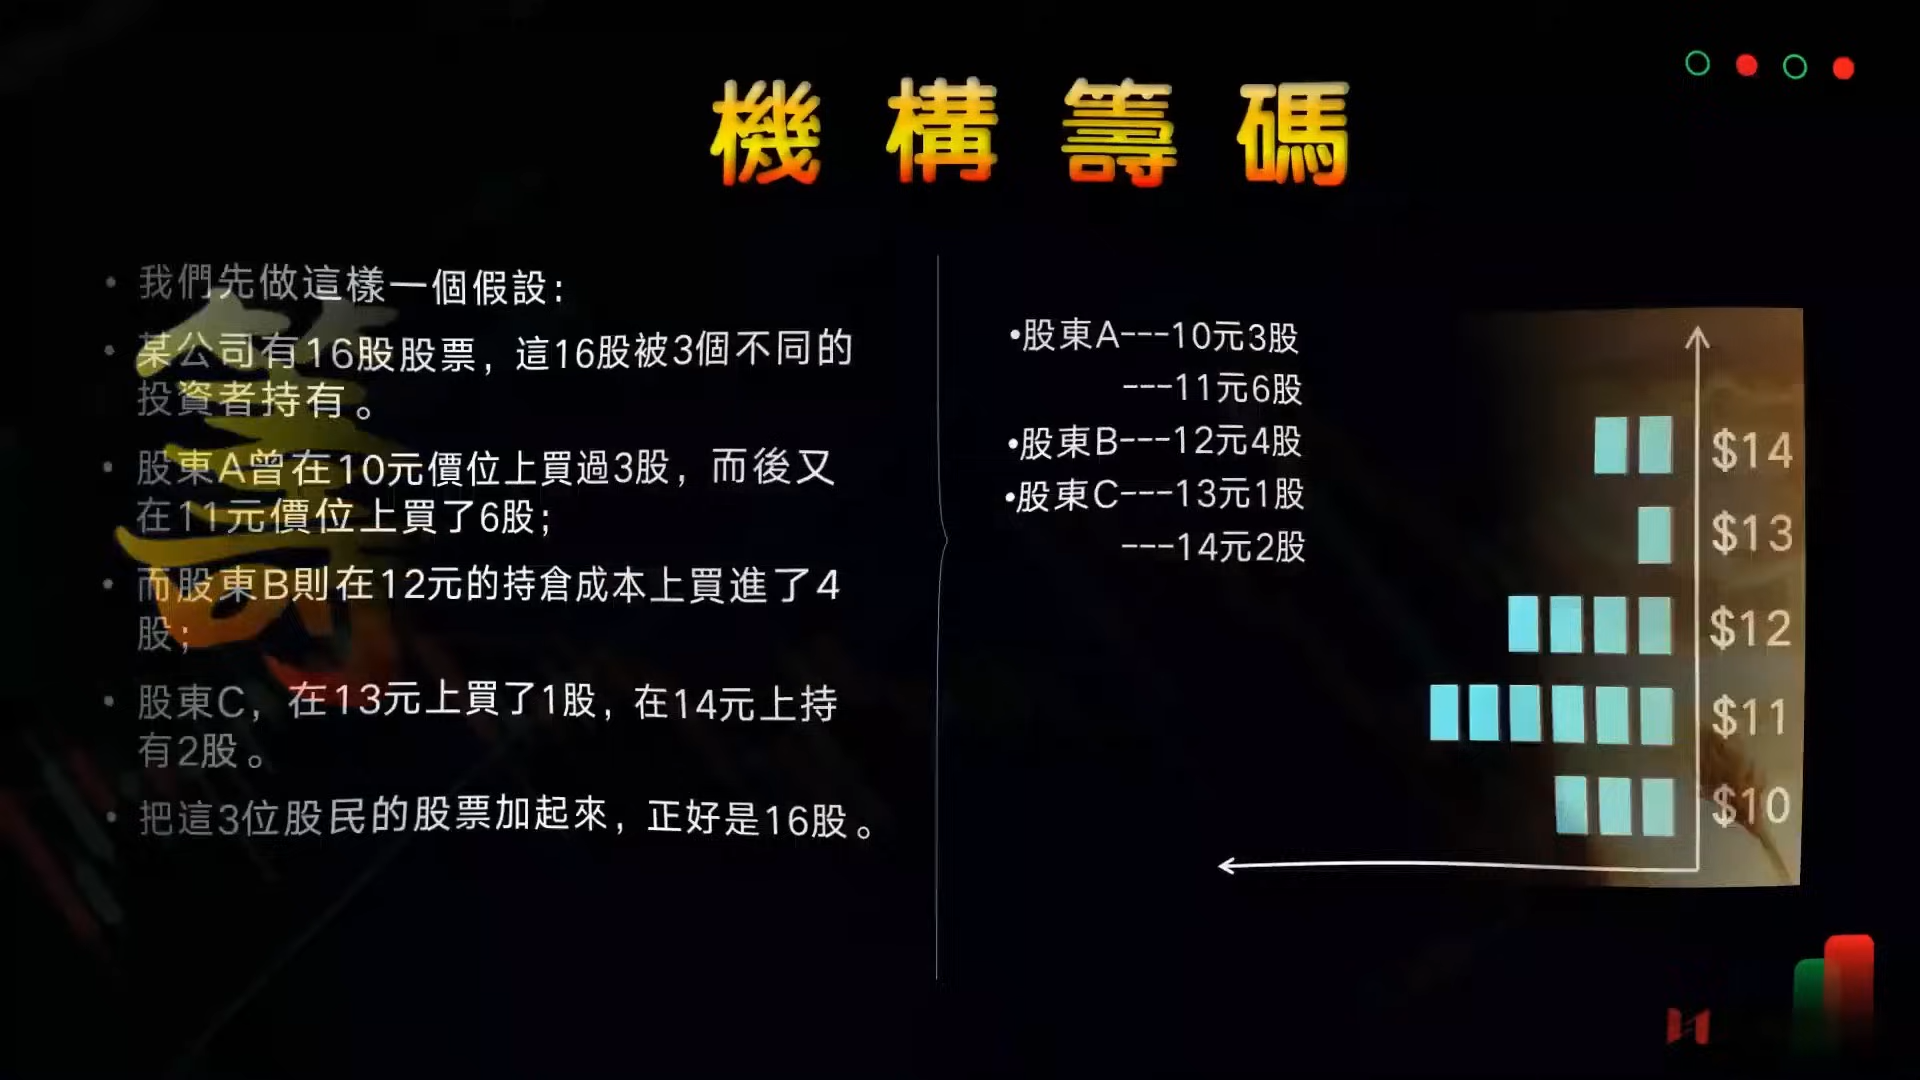 機構籌碼
• 我們先做這樣一個假設：
• 某公司有16股股票，這16股被3個不同的
投資者持有。
• 股東A曾在10元價位上買過3股，而後又
在11元價位上買了6股；
• 而股東B則在12元的持倉成本上買進了4
股；
• 股東C，在13元上買了1股，在14元上持
有2股。
• 把這3位股民的股票加起來，正好是16股。
籌
•股東A---10元3股
---11元6股
•股東B---12元4股
•股東C---13元1股
---14元2股
$14
$13
$12
$11
$10